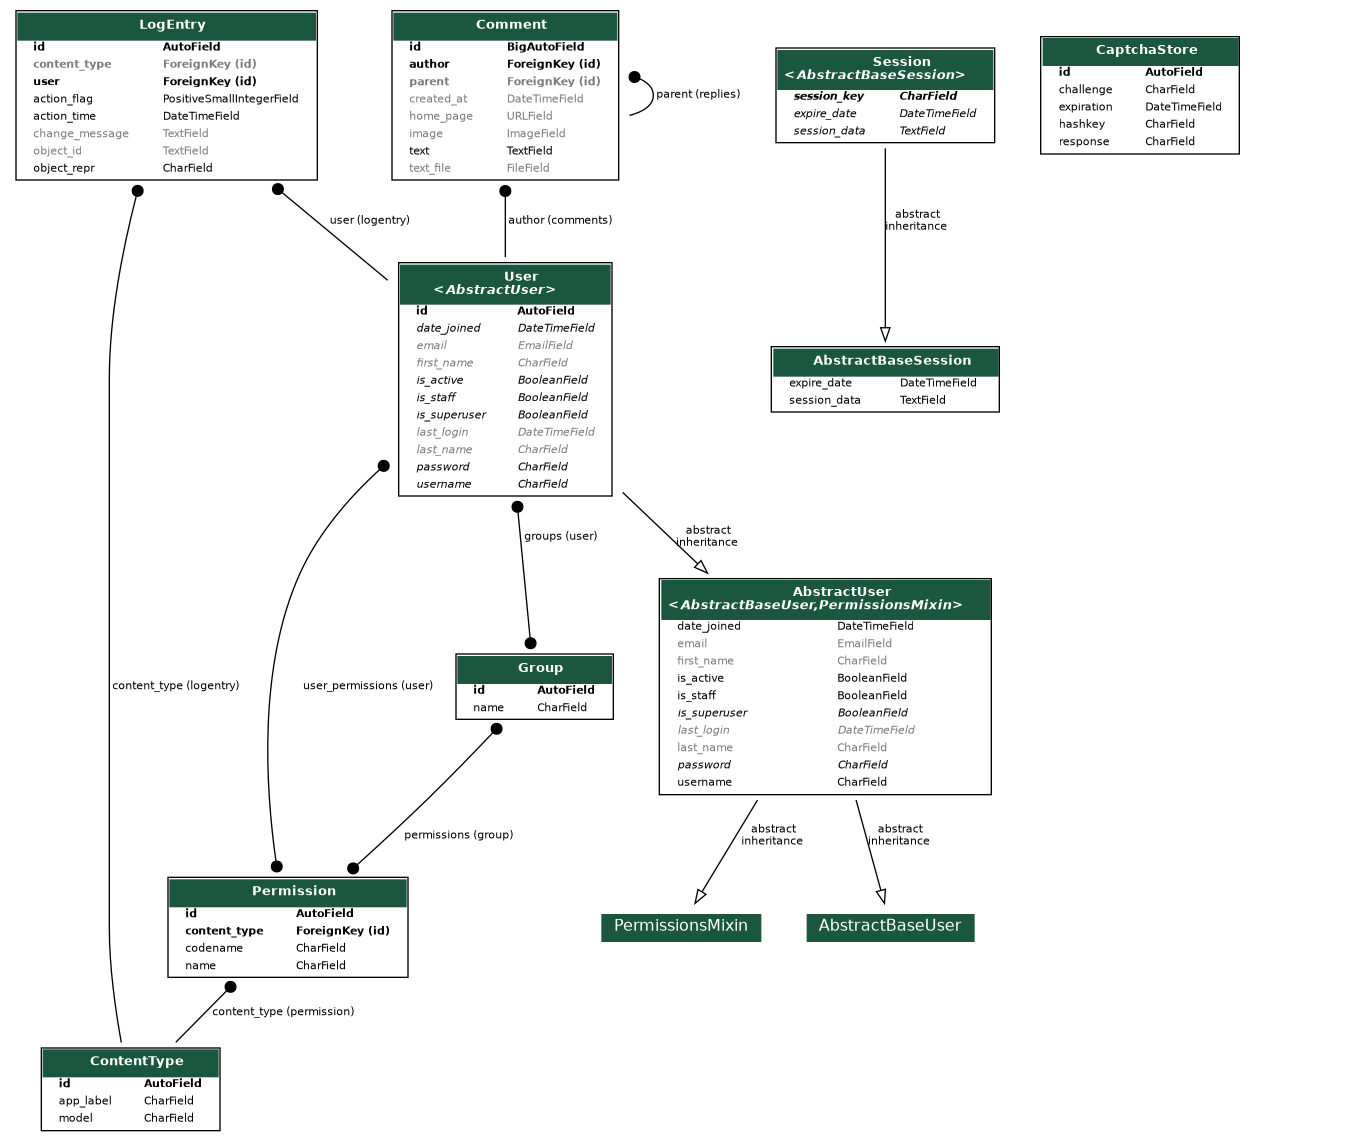 LogEntry
id AutoField
content_type ForeignKey (id)
user ForeignKey (id)
action_flag PositiveSmallIntegerField
action_time DateTimeField
change_message TextField
object_id TextField
object_repr CharField
Comment
id BigAutoField
author ForeignKey (id)
parent ForeignKey (id)
created_at DateTimeField
home_page URLField
image ImageField
text TextField
text_file FileField
parent (replies)
Session
<AbstractBaseSession>
session_key CharField
expire_date DateTimeField
session_data TextField
CaptchaStore
id AutoField
challenge CharField
expiration DateTimeField
hashkey CharField
response CharField
user (logentry)
author (comments)
abstract
inheritance
User
<AbstractUser>
id AutoField
date_joined DateTimeField
email EmailField
first_name CharField
is_active BooleanField
is_staff BooleanField
is_superuser BooleanField
last_login DateTimeField
last_name CharField
password CharField
username CharField
AbstractBaseSession
expire_date DateTimeField
session_data TextField
groups (user)
abstract
inheritance
AbstractUser
<AbstractBaseUser,PermissionsMixin>
date_joined DateTimeField
email EmailField
first_name CharField
is_active BooleanField
is_staff BooleanField
is_superuser BooleanField
last_login DateTimeField
last_name CharField
password CharField
username CharField
content_type (logentry)
user_permissions (user)
Group
id AutoField
name CharField
permissions (group)
abstract
inheritance
abstract
inheritance
Permission
id AutoField
content_type ForeignKey (id)
codename CharField
name CharField
PermissionsMixin
AbstractBaseUser
content_type (permission)
ContentType
id AutoField
app_label CharField
model CharField